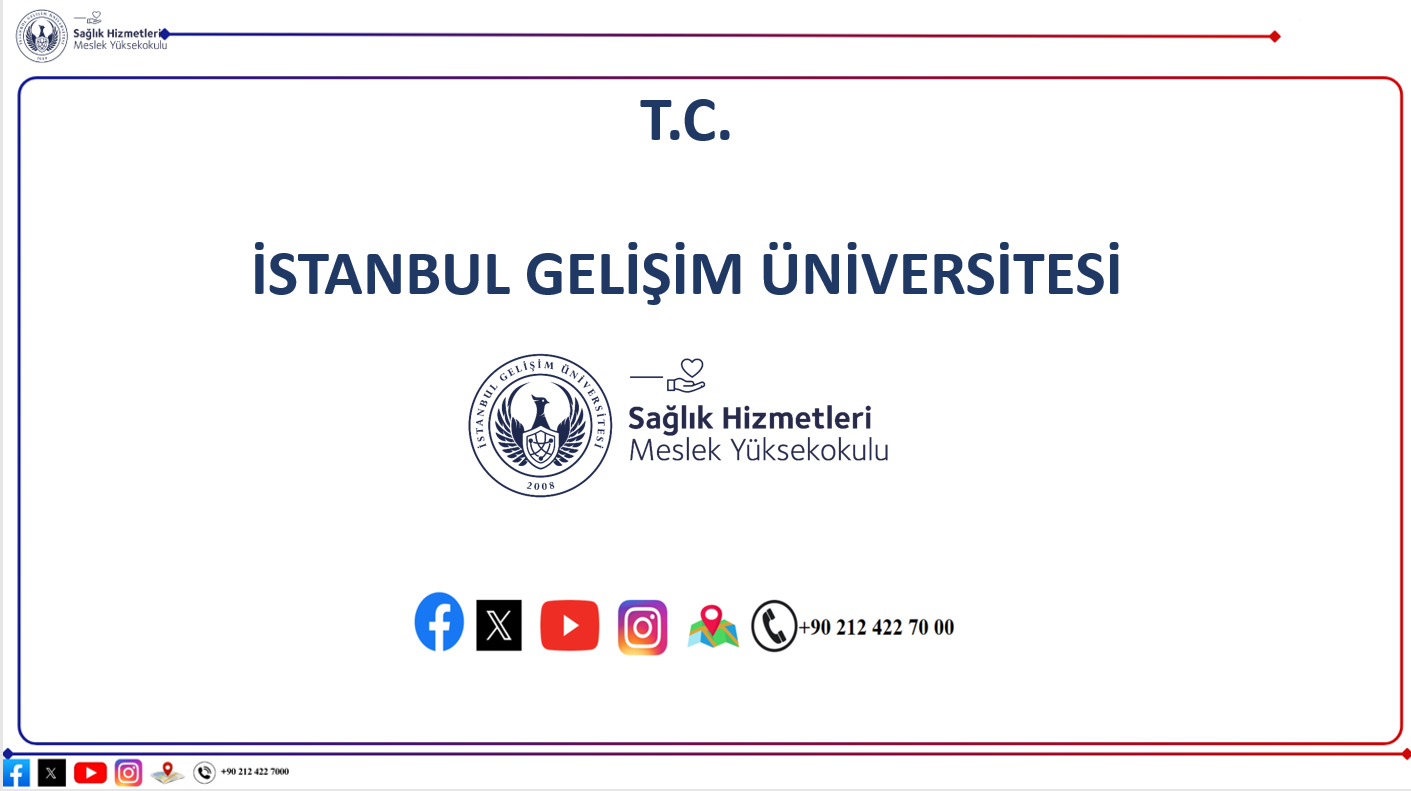 Sağlık Hizmetleri
Meslek Yüksekokulu
T.C.
İSTANBUL GELİŞİM ÜNİVERSİTESİ
İSTANBUL GELİŞİM ÜNİVERSİTESİ
2008
Sağlık Hizmetleri
Meslek Yüksekokulu
+90 212 422 70 00
+90 212 422 7000